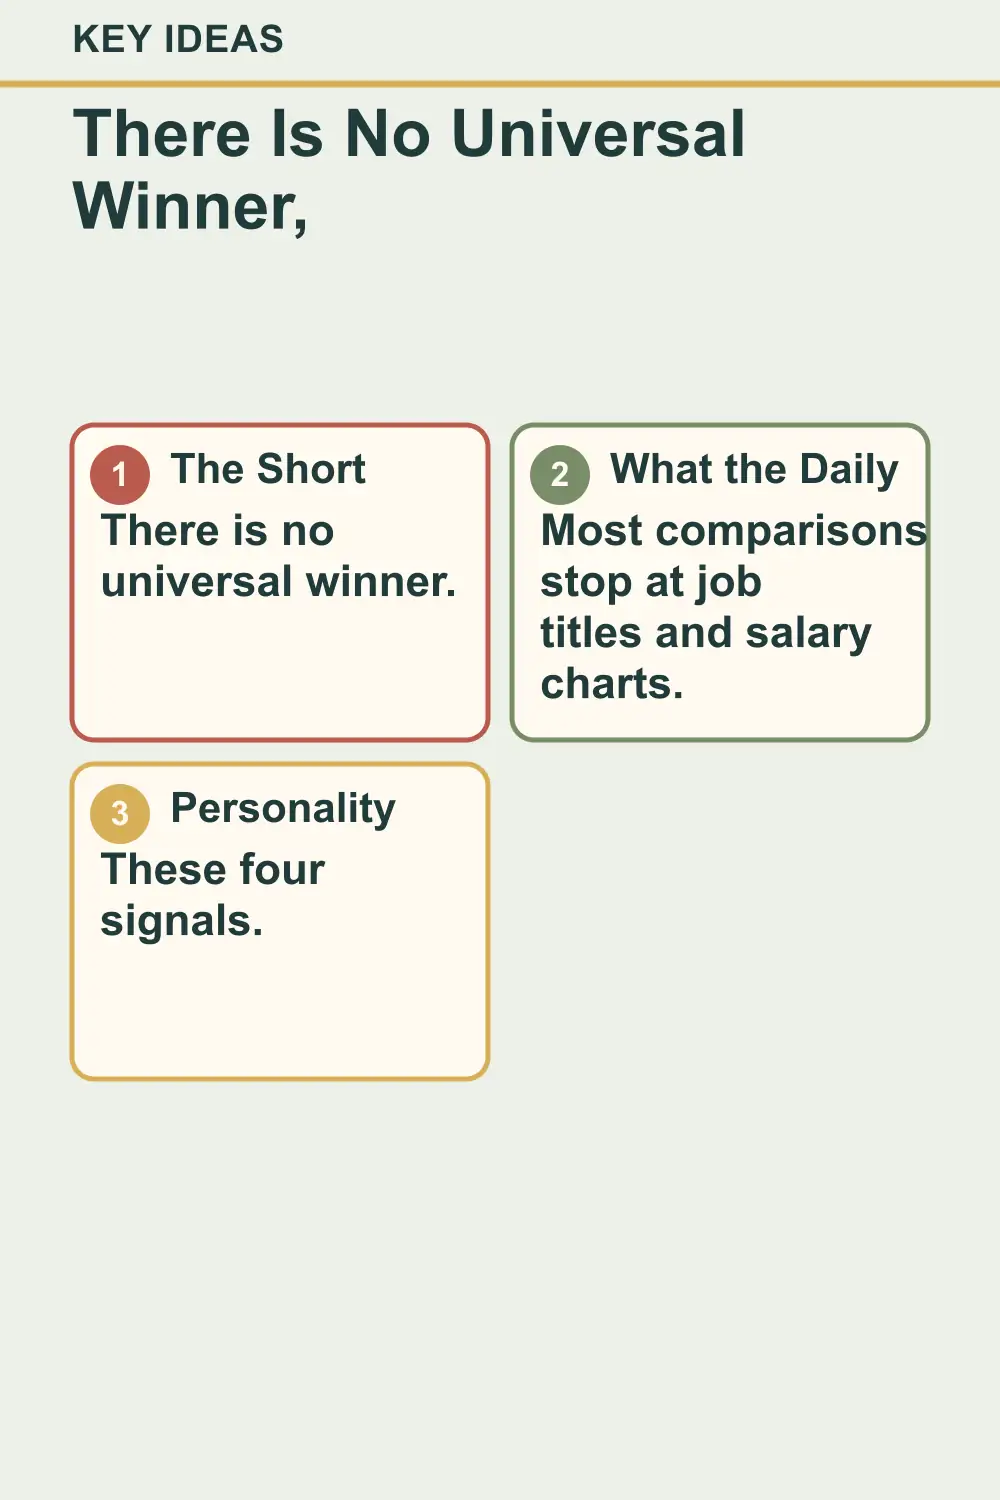 KEY IDEAS
There Is No Universal
Winner,
1 The Short
There is no
universal winner.
2 What the Daily
Most comparisons
stop at job
titles and salary
charts.
3 Personality
These four
signals.